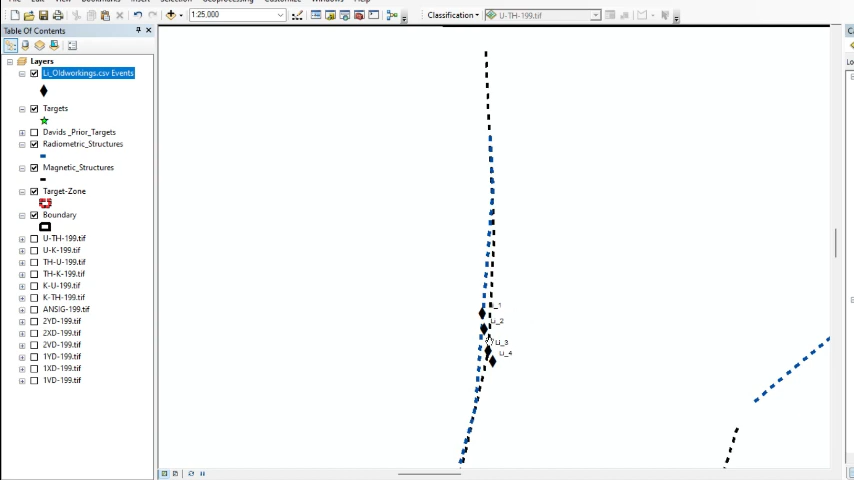 Classification
U-TH-199.tif
1:25,000
Table Of Contents
Layers
Li_Oldworkings.csv Events
Targets
Davids _Prior_Targets
Radiometric_Structures
Magnetic_Structures
Target-Zone
Boundary
U-TH-199.tif
U-K-199.tif
TH-U-199.tif
TH-K-199.tif
K-U-199.tif
K-TH-199.tif
ANSIG-199.tif
2YD-199.tif
2XD-199.tif
2VD-199.tif
1YD-199.tif
1XD-199.tif
1VD-199.tif
Li_2
Li_3
Li_4